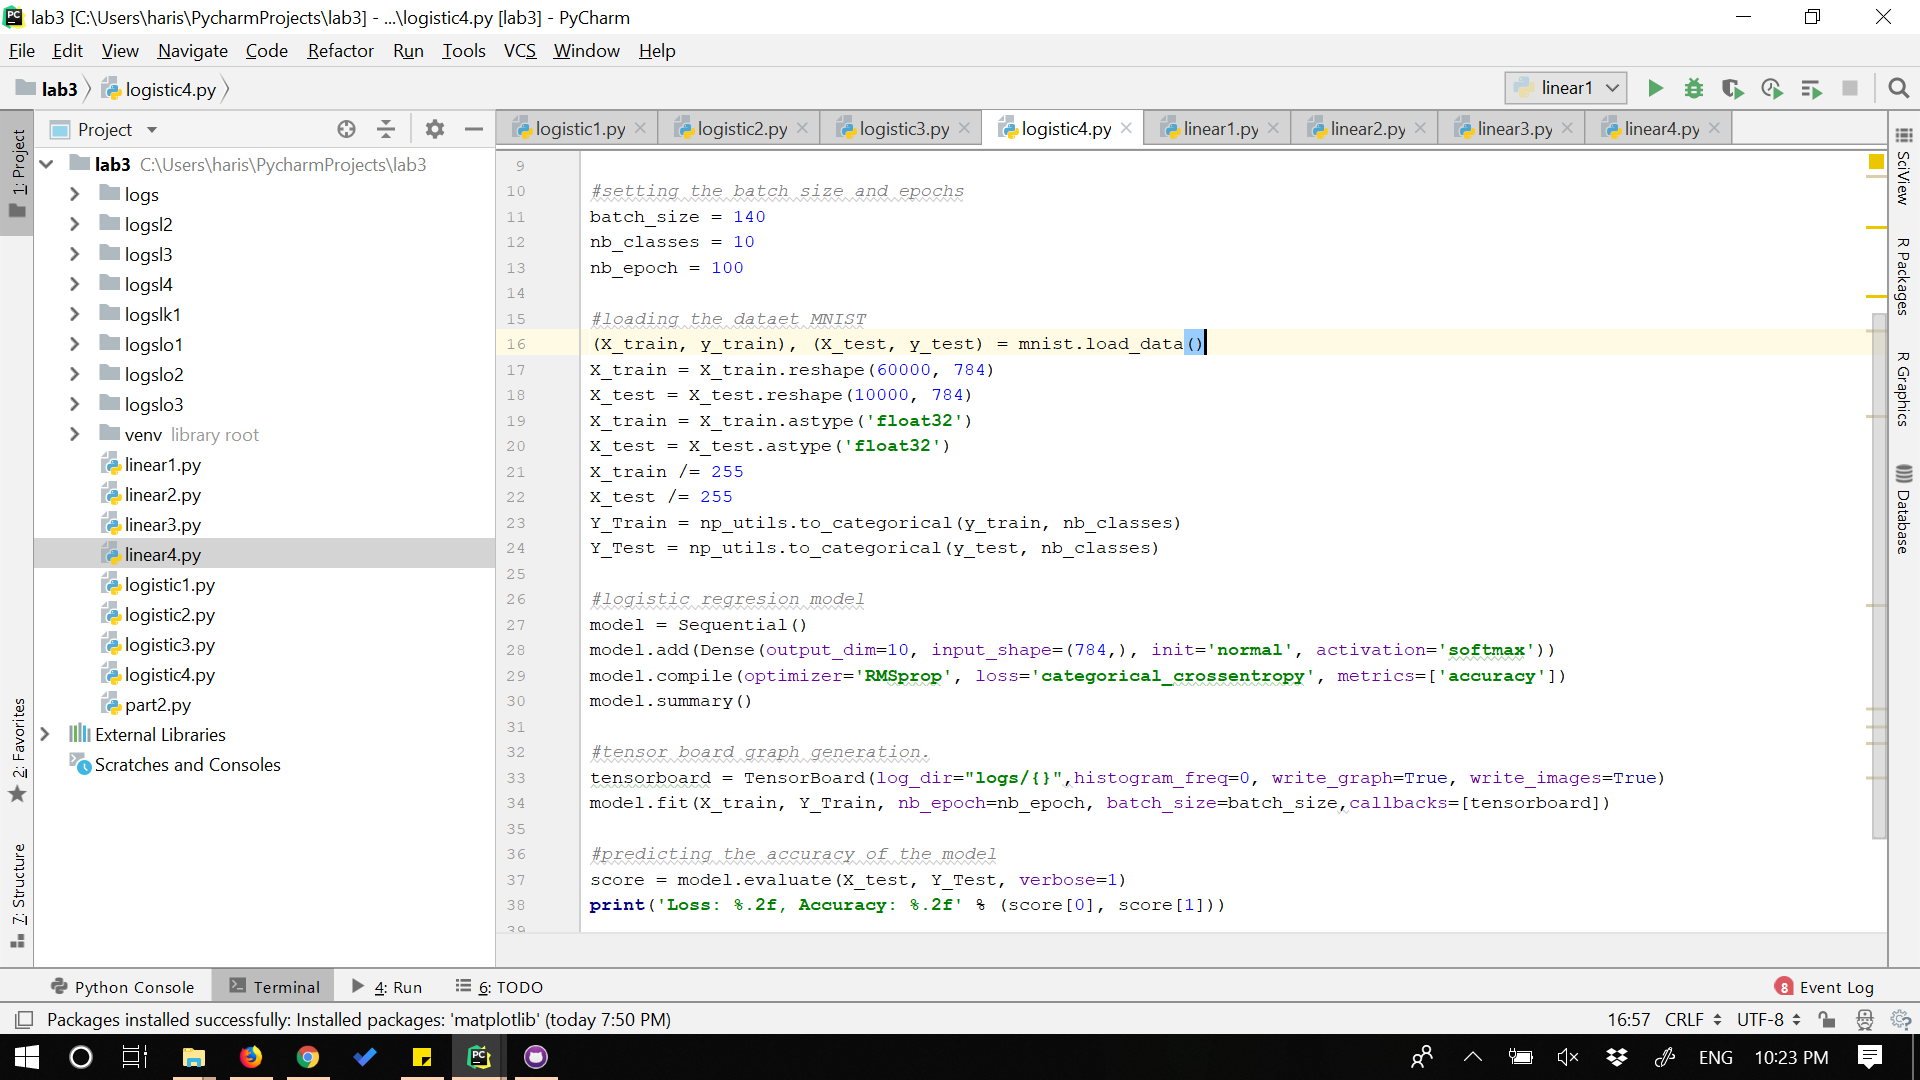 lab3 [C:\Users\haris\PycharmProjects\lab3] - ...\logistic4.py [lab3] - PyCharm
File Edit View Navigate Code Refactor Run Tools VCS Window Help
lab3 logistic4.py linear1
Project
logistic1.py logistic2.py logistic3.py logistic4.py linear1.py linear2.py linear3.py linear4.py
1: Project
2: Favorites
7: Structure
lab3 C:\Users\haris\PycharmProjects\lab3
logs
logsl2
logsl3
logsl4
logslk1
logslo1
logslo2
logslo3
venv library root
linear1.py
linear2.py
linear3.py
linear4.py
logistic1.py
logistic2.py
logistic3.py
logistic4.py
part2.py
External Libraries
Scratches and Consoles
9
10 #setting the batch size and epochs
11 batch_size = 140
12 nb_classes = 10
13 nb_epoch = 100
14
15 #loading the dataet MNIST
16 (X_train, y_train), (X_test, y_test) = mnist.load_data()
17 X_train = X_train.reshape(60000, 784)
18 X_test = X_test.reshape(10000, 784)
19 X_train = X_train.astype('float32')
20 X_test = X_test.astype('float32')
21 X_train /= 255
22 X_test /= 255
23 Y_Train = np_utils.to_categorical(y_train, nb_classes)
24 Y_Test = np_utils.to_categorical(y_test, nb_classes)
25
26 #logistic regresion model
27 model = Sequential()
28 model.add(Dense(output_dim=10, input_shape=(784,), init='normal', activation='softmax'))
29 model.compile(optimizer='RMSprop', loss='categorical_crossentropy', metrics=['accuracy'])
30 model.summary()
31
32 #tensor board graph generation.
33 tensorboard = TensorBoard(log_dir="logs/{}",histogram_freq=0, write_graph=True, write_images=True)
34 model.fit(X_train, Y_Train, nb_epoch=nb_epoch, batch_size=batch_size,callbacks=[tensorboard])
35
36 #predicting the accuracy of the model
37 score = model.evaluate(X_test, Y_Test, verbose=1)
38 print('Loss: %.2f, Accuracy: %.2f' % (score[0], score[1]))
39
SciView
R Packages
R Graphics
Database
Python Console Terminal 4: Run 6: TODO 8 Event Log
Packages installed successfully: Installed packages: 'matplotlib' (today 7:50 PM) 16:57 CRLF UTF-8
ENG 10:23 PM